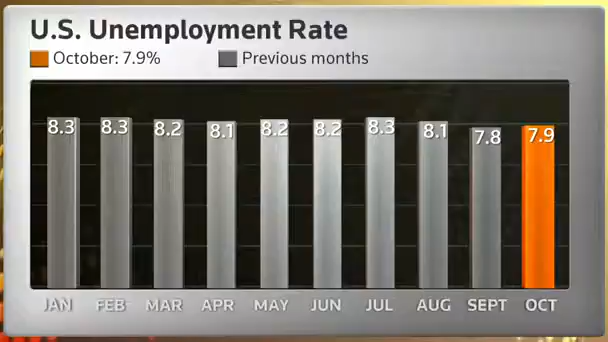 U.S. Unemployment Rate
October: 7.9% Previous months
8.3 8.3 8.2 8.1 8.2 8.2 8.3 8.1 7.8 7.9
JAN FEB MAR APR MAY JUN JUL AUG SEPT OCT